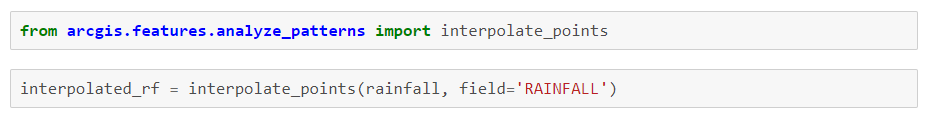 from arcgis.features.analyze_patterns import interpolate_points
interpolated_rf = interpolate_points(rainfall, field='RAINFALL')